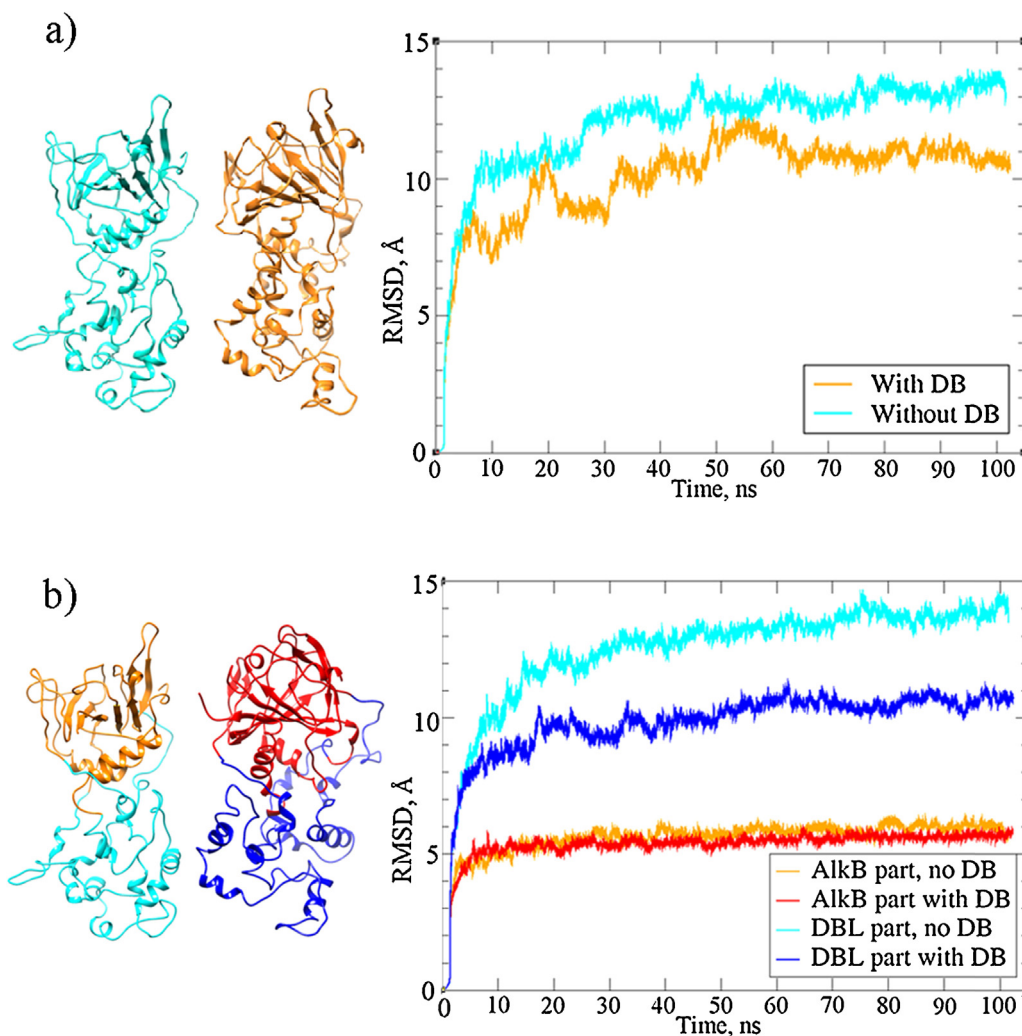 a)
15
10
5
0
RMSD, Å
0 10 20 30 40 50 60 70 80 90 100
Time, ns
With DB
Without DB
b)
15
10
5
0
RMSD, Å
0 10 20 30 40 50 60 70 80 90 100
Time, ns
AlkB part, no DB
AlkB part with DB
DBL part, no DB
DBL part with DB